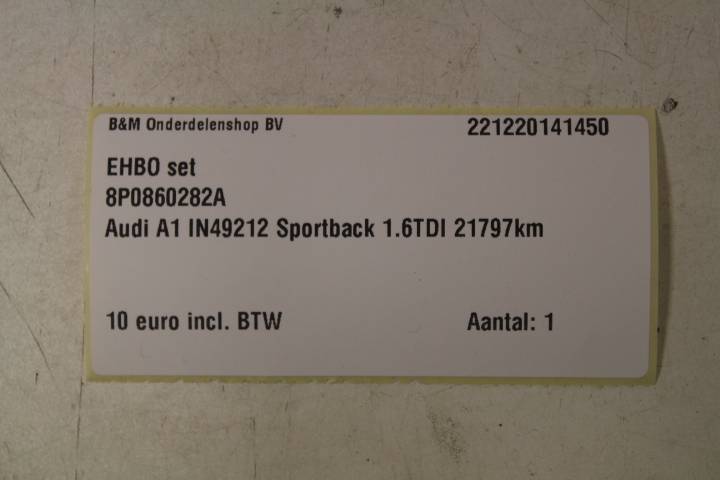 B&M Onderdelenshop BV 221220141450
EHBO set
8P0860282A
Audi A1 IN49212 Sportback 1.6TDI 21797km
10 euro incl. BTW Aantal: 1